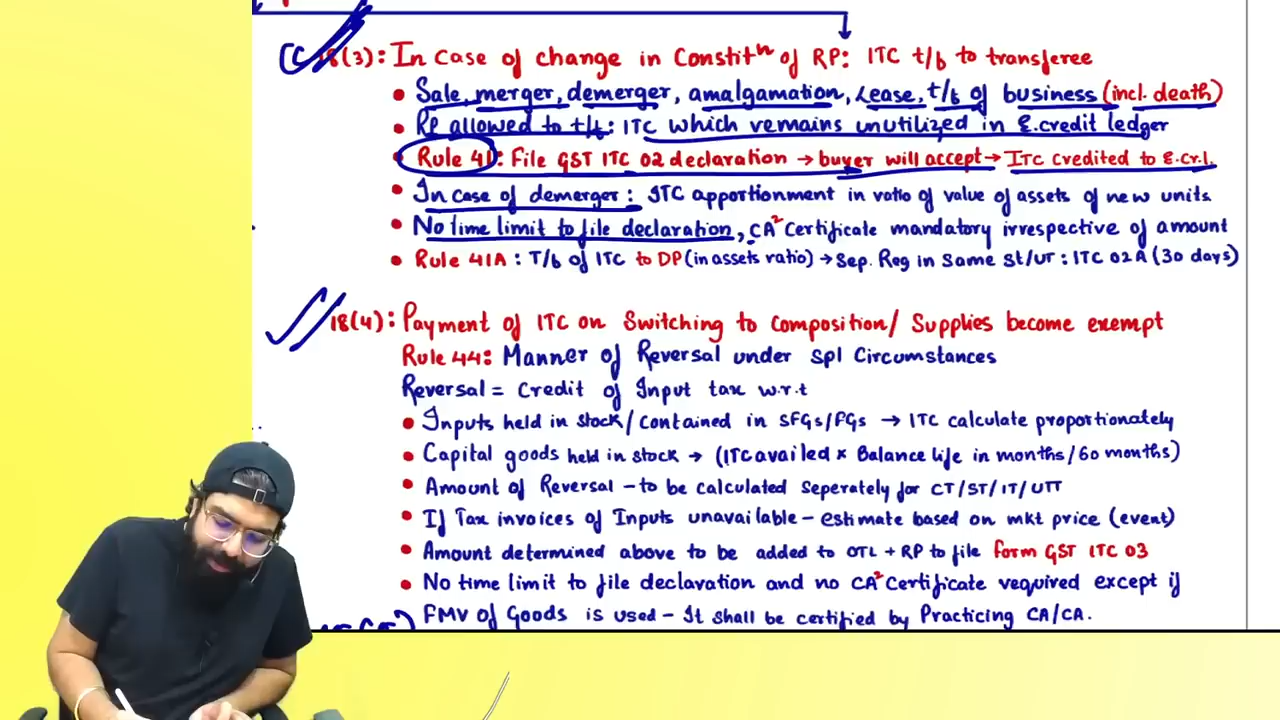 18(3): In case of change in Constitⁿ of RP: ITC t/b to transferee
• Sale, merger, demerger, amalgamation, Lease, t/f of business (incl. death)
• RP allowed to t/f: ITC which remains unutilized in E.credit ledger
• Rule 41: File GST ITC 02 declaration → buyer will accept → ITC credited to E.cr.l.
• In case of demerger: ITC apportionment in ratio of value of assets of new units
• No time limit to file declaration, CA² Certificate mandatory irrespective of amount
• Rule 41A: T/b of ITC to DP (in assets ratio) → Sep. Reg in same St/UT: ITC 02A (30 days)
18(4): Payment of ITC on Switching to Composition/ Supplies become exempt
Rule 44: Manner of Reversal under Spl Circumstances
Reversal = Credit of Input tax w.r.t
• Inputs held in stock/contained in SFGs/FGs → ITC calculate proportionately
• Capital goods held in stock → (ITC availed × Balance life in months/60 months)
• Amount of Reversal – to be calculated Seperately for CT/ST/IT/UTT
• If Tax invoices of Inputs unavailable – estimate based on mkt price (event)
• Amount determined above to be added to OTL + RP to file form GST ITC 03
• No time limit to file declaration and no CA² Certificate required except if
FMV of Goods is used – It shall be certified by Practicing CA/CA.